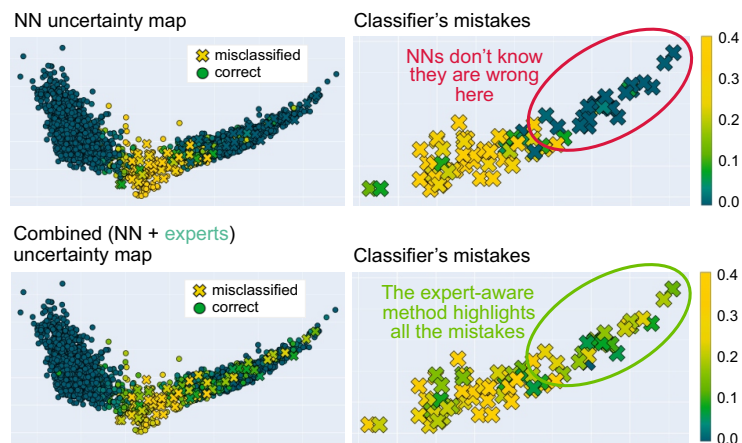 NN uncertainty map
misclassified
correct
Classifier's mistakes
NNs don't know
they are wrong
here
0.4
0.3
0.2
0.1
0.0
Combined (NN + experts)
uncertainty map
misclassified
correct
Classifier's mistakes
The expert-aware
method highlights
all the mistakes
0.4
0.3
0.2
0.1
0.0